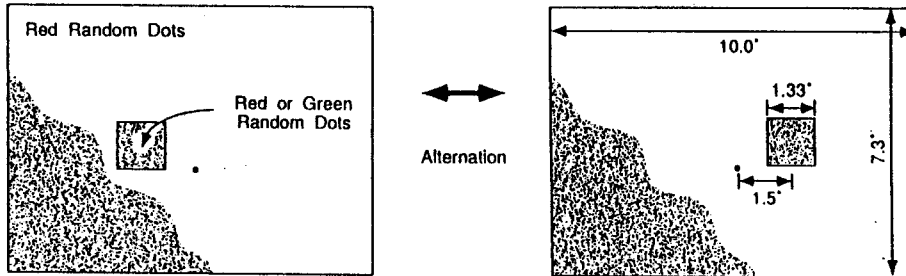 Red Random Dots
Red or Green
Random Dots
Alternation
10.0°
1.33°
7.3°
1.5°